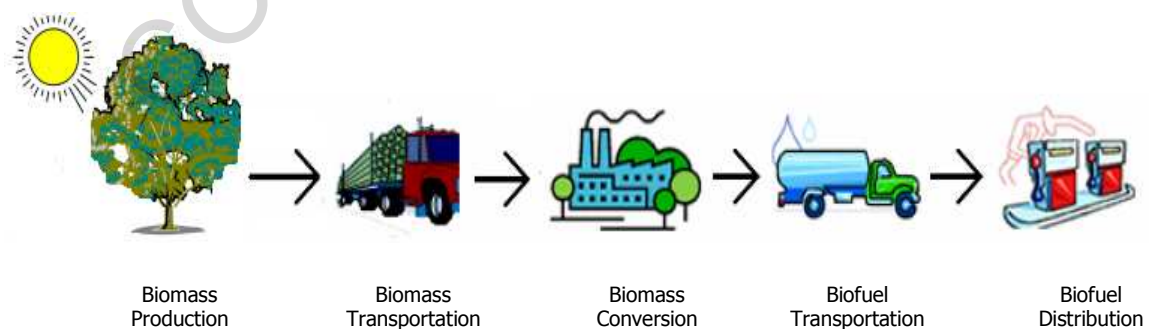 Biomass
Production
Biomass
Transportation
Biomass
Conversion
Biofuel
Transportation
Biofuel
Distribution